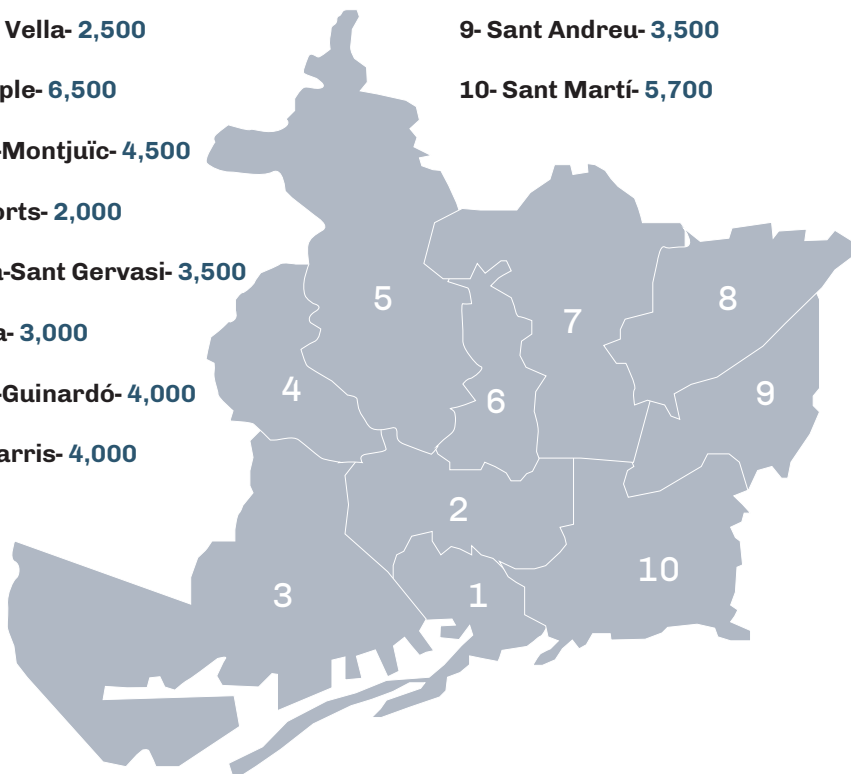 Vella- 2,500
ple- 6,500
-Montjuïc- 4,500
orts- 2,000
a-Sant Gervasi- 3,500
a- 3,000
-Guinardó- 4,000
arris- 4,000
9- Sant Andreu- 3,500
10- Sant Martí- 5,700
5
7
8
4
6
9
2
10
3
1